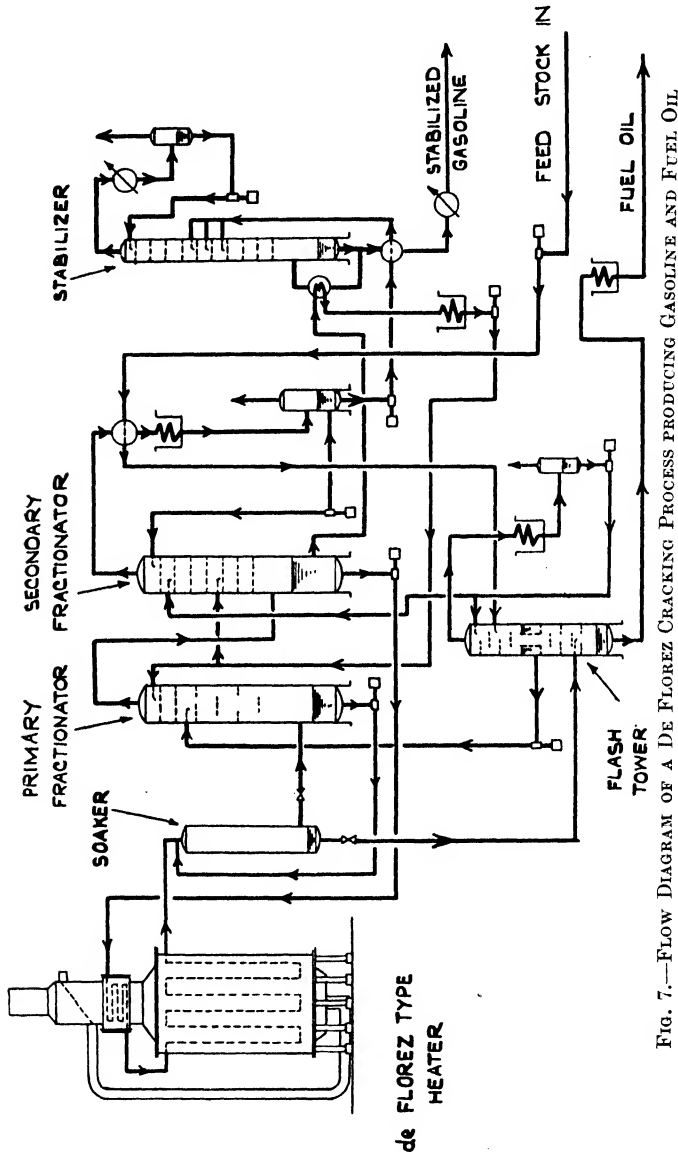 STABILIZER
STABILIZED
GASOLINE
FEED STOCK IN
FUEL OIL
SECONDARY
FRACTIONATOR
PRIMARY
FRACTIONATOR
SOAKER
FLASH
TOWER
de FLOREZ TYPE
HEATER
FIG. 7.—FLOW DIAGRAM OF A DE FLOREZ CRACKING PROCESS PRODUCING GASOLINE AND FUEL OIL